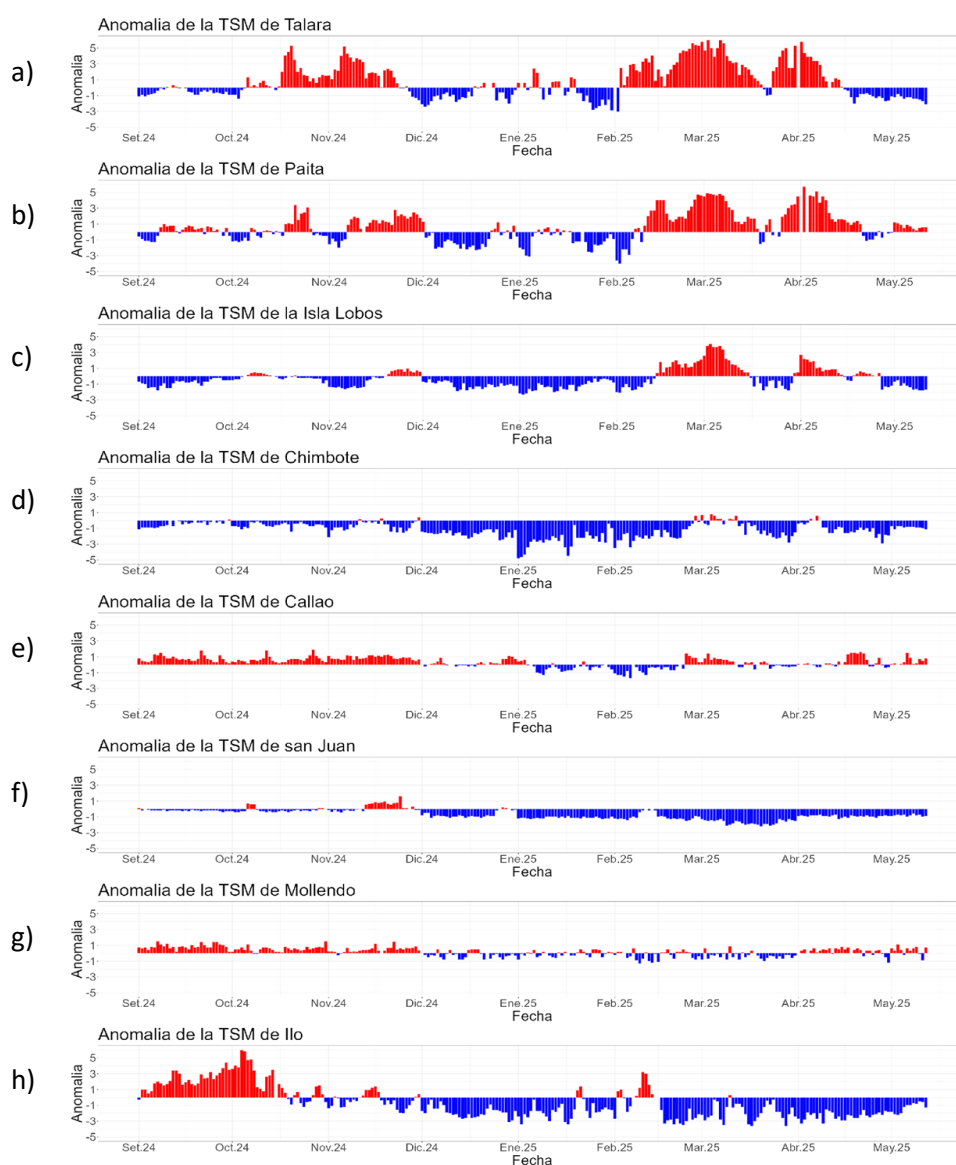 Anomalia de la TSM de Talara
a)
Anomalia
5
3
1
-1
-3
-5
Set.24 Oct.24 Nov.24 Dic.24 Ene.25 Feb.25 Mar.25 Abr.25 May.25
Fecha
Anomalia de la TSM de Paita
b)
Anomalia
5
3
1
-1
-3
-5
Set.24 Oct.24 Nov.24 Dic.24 Ene.25 Feb.25 Mar.25 Abr.25 May.25
Fecha
Anomalia de la TSM de la Isla Lobos
c)
Anomalia
5
3
1
-1
-3
-5
Set.24 Oct.24 Nov.24 Dic.24 Ene.25 Feb.25 Mar.25 Abr.25 May.25
Fecha
Anomalia de la TSM de Chimbote
d)
Anomalia
5
3
1
-1
-3
-5
Set.24 Oct.24 Nov.24 Dic.24 Ene.25 Feb.25 Mar.25 Abr.25 May.25
Fecha
Anomalia de la TSM de Callao
e)
Anomalia
5
3
1
-1
-3
-5
Set.24 Oct.24 Nov.24 Dic.24 Ene.25 Feb.25 Mar.25 Abr.25 May.25
Fecha
Anomalia de la TSM de san Juan
f)
Anomalia
5
3
1
-1
-3
-5
Set.24 Oct.24 Nov.24 Dic.24 Ene.25 Feb.25 Mar.25 Abr.25 May.25
Fecha
Anomalia de la TSM de Mollendo
g)
Anomalia
5
3
1
-1
-3
-5
Set.24 Oct.24 Nov.24 Dic.24 Ene.25 Feb.25 Mar.25 Abr.25 May.25
Fecha
Anomalia de la TSM de Ilo
h)
Anomalia
5
3
1
-1
-3
-5
Set.24 Oct.24 Nov.24 Dic.24 Ene.25 Feb.25 Mar.25 Abr.25 May.25
Fecha